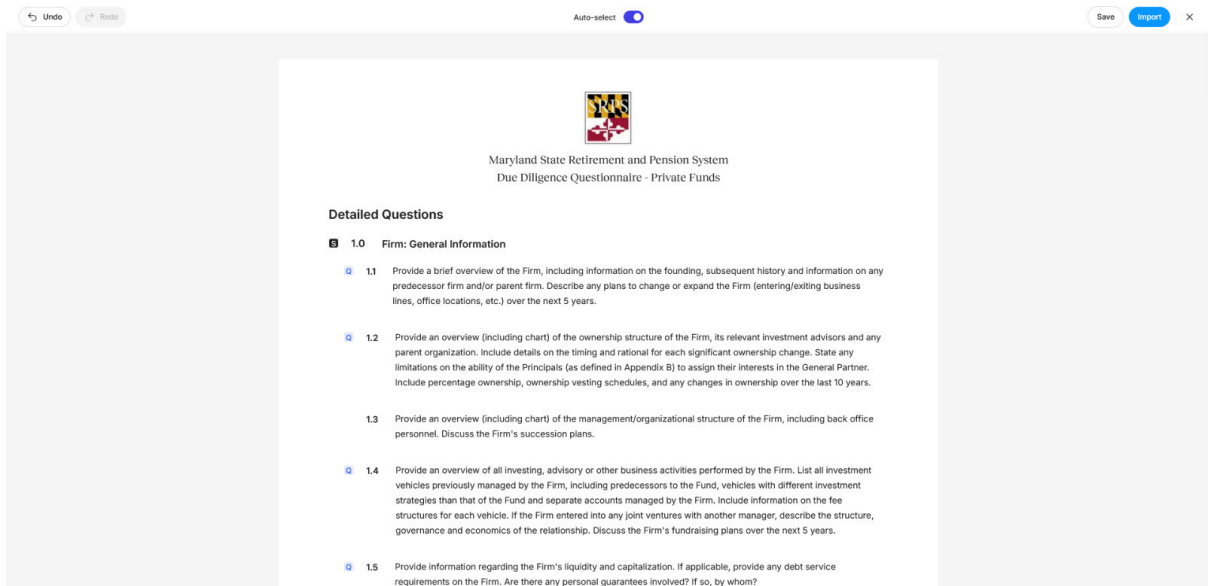 Undo
Redo
Auto-select
Save
Import
SRPS
Maryland State Retirement and Pension System
Due Diligence Questionnaire - Private Funds
Detailed Questions
S 1.0 Firm: General Information
Q 1.1 Provide a brief overview of the Firm, including information on the founding, subsequent history and information on any
predecessor firm and/or parent firm. Describe any plans to change or expand the Firm (entering/exiting business
lines, office locations, etc.) over the next 5 years.
Q 1.2 Provide an overview (including chart) of the ownership structure of the Firm, its relevant investment advisors and any
parent organization. Include details on the timing and rational for each significant ownership change. State any
limitations on the ability of the Principals (as defined in Appendix B) to assign their interests in the General Partner.
Include percentage ownership, ownership vesting schedules, and any changes in ownership over the last 10 years.
1.3 Provide an overview (including chart) of the management/organizational structure of the Firm, including back office
personnel. Discuss the Firm's succession plans.
Q 1.4 Provide an overview of all investing, advisory or other business activities performed by the Firm. List all investment
vehicles previously managed by the Firm, including predecessors to the Fund, vehicles with different investment
strategies than that of the Fund and separate accounts managed by the Firm. Include information on the fee
structures for each vehicle. If the Firm entered into any joint ventures with another manager, describe the structure,
governance and economics of the relationship. Discuss the Firm's fundraising plans over the next 5 years.
Q 1.5 Provide information regarding the Firm's liquidity and capitalization. If applicable, provide any debt service
requirements on the Firm. Are there any personal guarantees involved? If so, by whom?